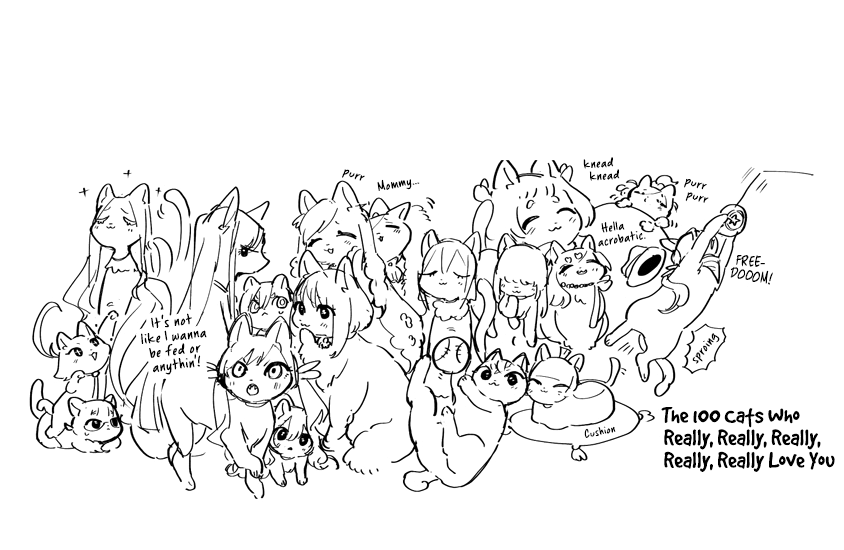 purr
Mommy...
knead
knead
purr
purr
Hella
acrobatic.
FREE-
DOOOM!
It's not
like I wanna
be fed or
anythin'!
sproing
Cushion
The 100 Cats Who
Really, Really, Really,
Really, Really Love You